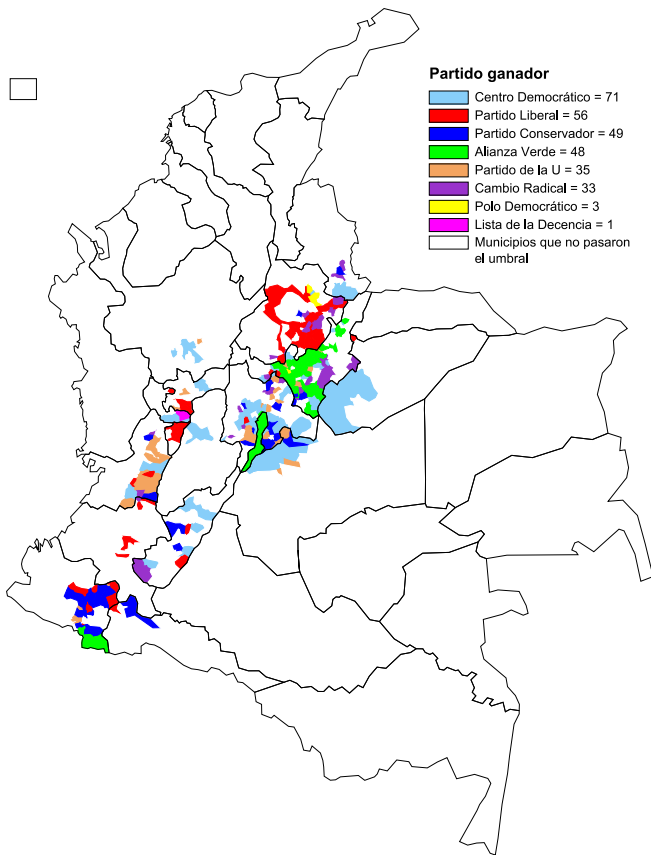 Partido ganador
Centro Democrático = 71
Partido Liberal = 56
Partido Conservador = 49
Alianza Verde = 48
Partido de la U = 35
Cambio Radical = 33
Polo Democrático = 3
Lista de la Decencia = 1
Municipios que no pasaron
el umbral